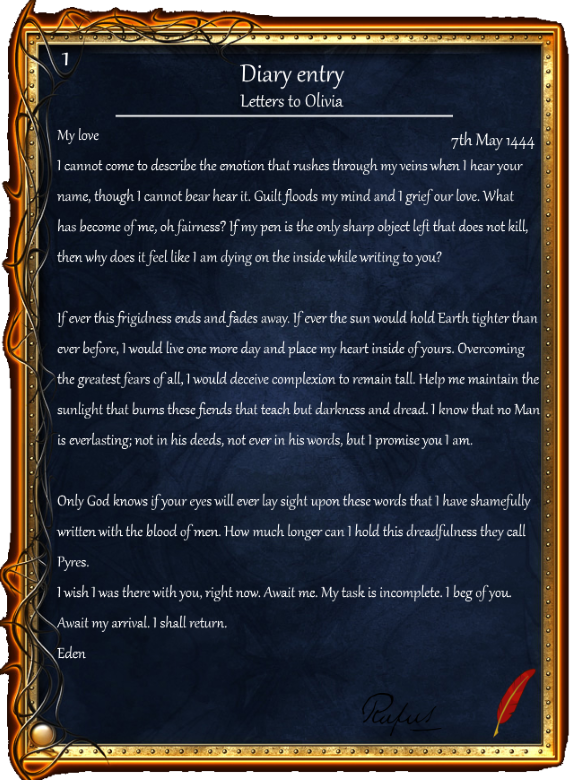 1
Diary entry
Letters to Olivia
My love
7th May 1444
I cannot come to describe the emotion that rushes through my veins when I hear your
name, though I cannot bear hear it. Guilt floods my mind and I grief our love. What
has become of me, oh fairness? If my pen is the only sharp object left that does not kill,
then why does it feel like I am dying on the inside while writing to you?
If ever this frigidness ends and fades away. If ever the sun would hold Earth tighter than
ever before, I would live one more day and place my heart inside of yours. Overcoming
the greatest fears of all, I would deceive complexion to remain tall. Help me maintain the
sunlight that burns these fiends that teach but darkness and dread. I know that no Man
is everlasting; not in his deeds, not ever in his words, but I promise you I am.
Only God knows if your eyes will ever lay sight upon these words that I have shamefully
written with the blood of men. How much longer can I hold this dreadfulness they call
Pyres.
I wish I was there with you, right now. Await me. My task is incomplete. I beg of you.
Await my arrival. I shall return.
Eden
Rufus